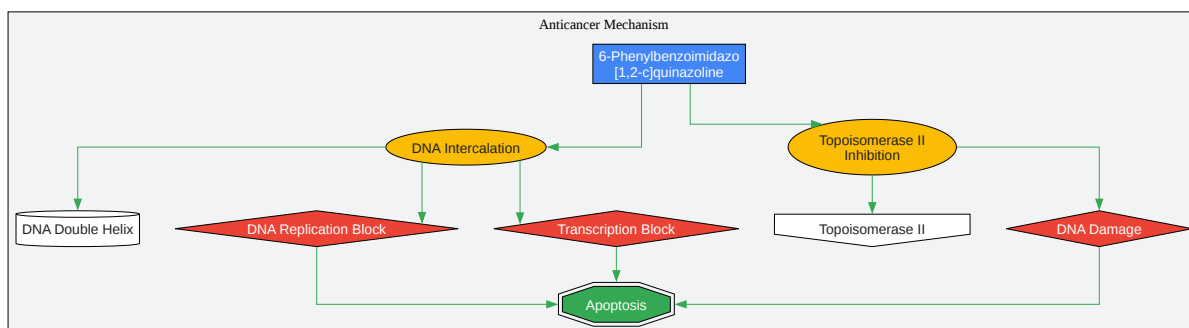 Anticancer Mechanism
6-Phenylbenzoimidazo
[1,2-c]quinazoline
DNA Intercalation
Topoisomerase II
Inhibition
DNA Double Helix
DNA Replication Block
Transcription Block
Topoisomerase II
DNA Damage
Apoptosis